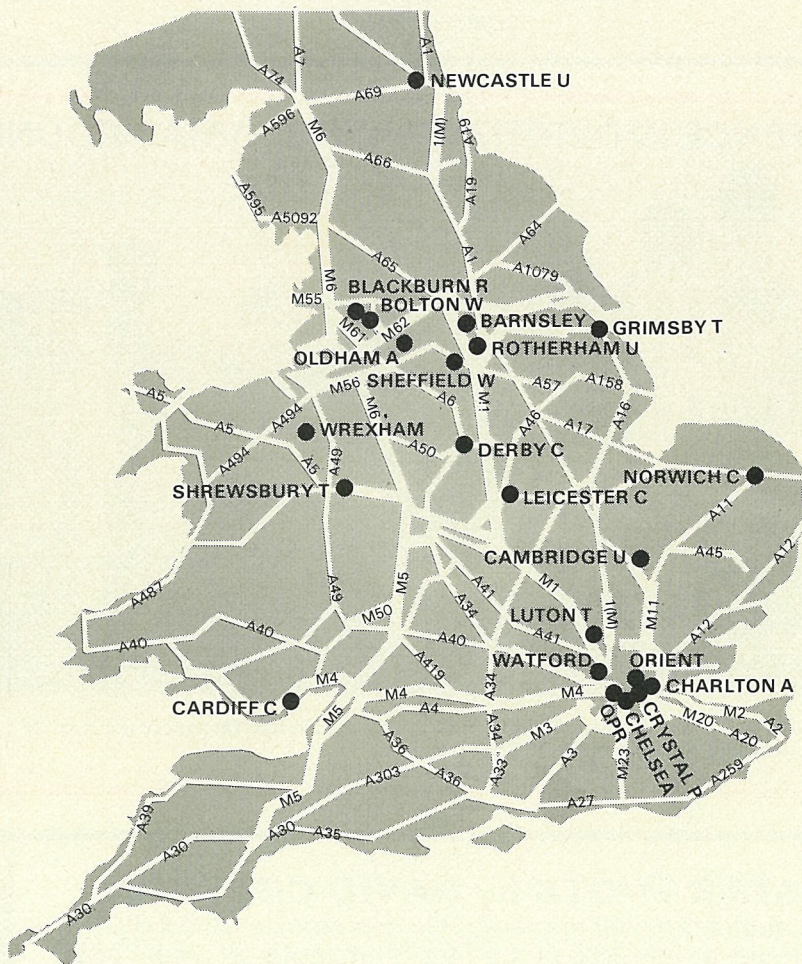 A74
A7
A1
NEWCASTLE U
A69
A596
M6
1(M)
A19
A66
A19
A595
A5092
A1
A64
A65
A1079
M6
BLACKBURN R
M55
BOLTON W
M61
M62
BARNSLEY
GRIMSBY T
OLDHAM A
ROTHERHAM U
SHEFFIELD W
M56
A57
A158
A5
A6
M1
A46
A16
A5
A494
M6
A17
WREXHAM
A50
DERBY C
A494
A5
A49
NORWICH C
SHREWSBURY T
LEICESTER C
A11
CAMBRIDGE U
A45
A12
A487
A49
M5
A41
M1
A34
1(M)
M11
M50
LUTON T
A40
A40
A40
A41
A12
WATFORD
ORIENT
A419
M4
M4
A34
M4
CHARLTON A
CARDIFF C
M5
A4
M2
A2
M20
A20
QPR
CHELSEA
CRYSTAL P
A36
A34
M3
A3
M23
A259
A303
A36
A33
M5
A27
A39
A30
A35
A30
A30